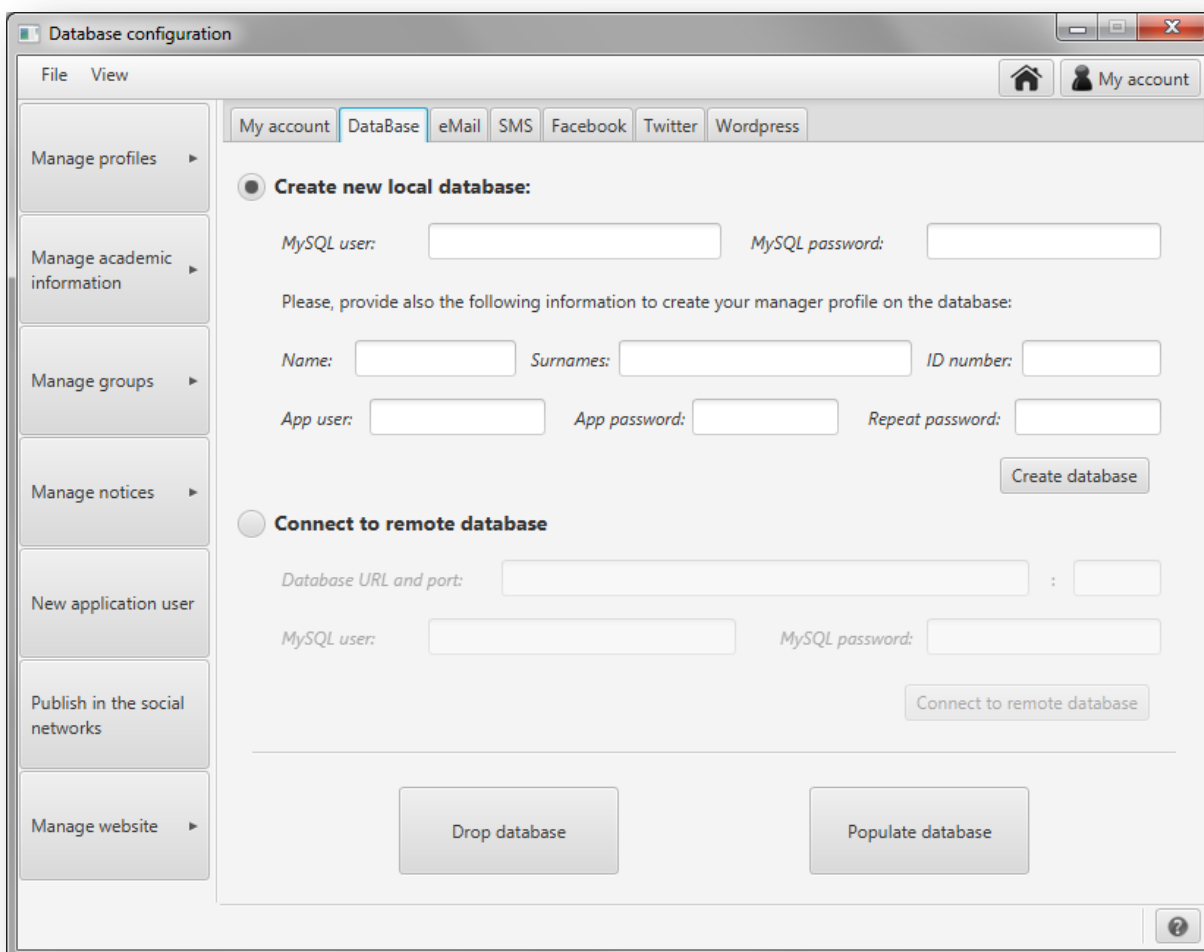 Database configuration
File View
My account
Manage profiles
Manage academic
information
Manage groups
Manage notices
New application user
Publish in the social
networks
Manage website
My account DataBase eMail SMS Facebook Twitter Wordpress
Create new local database:
MySQL user: MySQL password:
Please, provide also the following information to create your manager profile on the database:
Name: Surnames: ID number:
App user: App password: Repeat password:
Create database
Connect to remote database
Database URL and port: :
MySQL user: MySQL password:
Connect to remote database
Drop database Populate database
?